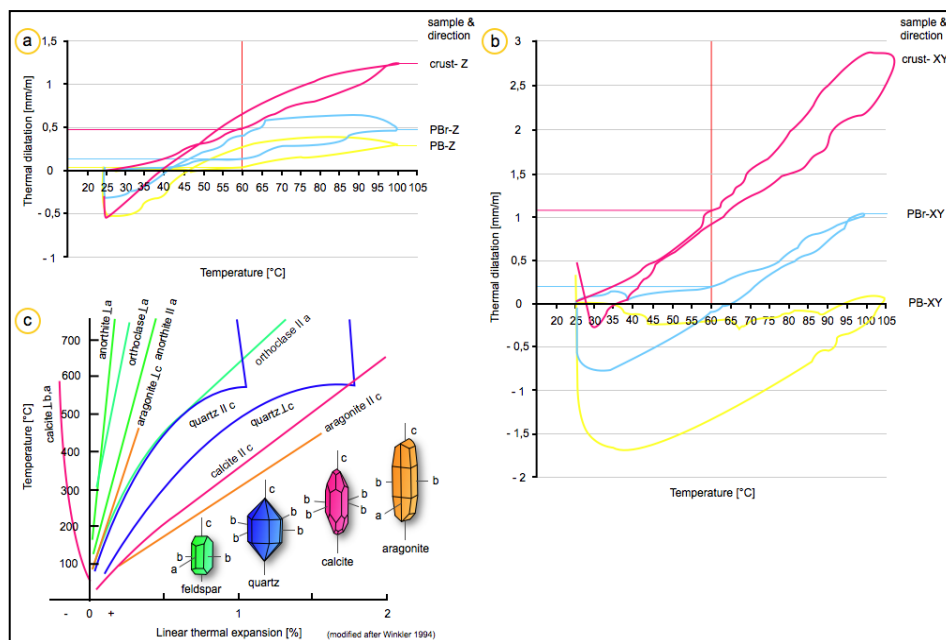 a
Thermal dilatation [mm/m]
1,5
1
0,5
0
- 0,5
- 1
20 25 30 35 40 45 50 55 60 65 70 75 80 85 90 95 100 105
Temperature [°C]
sample &
direction
crust- Z
PBr-Z
PB-Z
b
Thermal dilatation [mm/m]
3
2,5
2
1,5
1
0,5
0
- 0,5
- 1
- 1,5
- 2
20 25 30 35 40 45 50 55 60 65 70 75 80 85 90 95 100 105
Temperature [°C]
sample &
direction
crust- XY
PBr-XY
PB-XY
c
Temperature [°C]
700
600
500
400
300
200
100
calcite⊥b,a
anorthite⊥a
orthoclase⊥a
anorthite II a
aragonite⊥c
orthoclase II a
quartz II c
quartz⊥c
calcite II c
aragonite II c
c
b
b
a
feldspar
c
b
b
b
b
quartz
c
b
b
b
b
calcite
c
b
b
a
aragonite
- 0 + 1 2
Linear thermal expansion [%]
(modified after Winkler 1994)